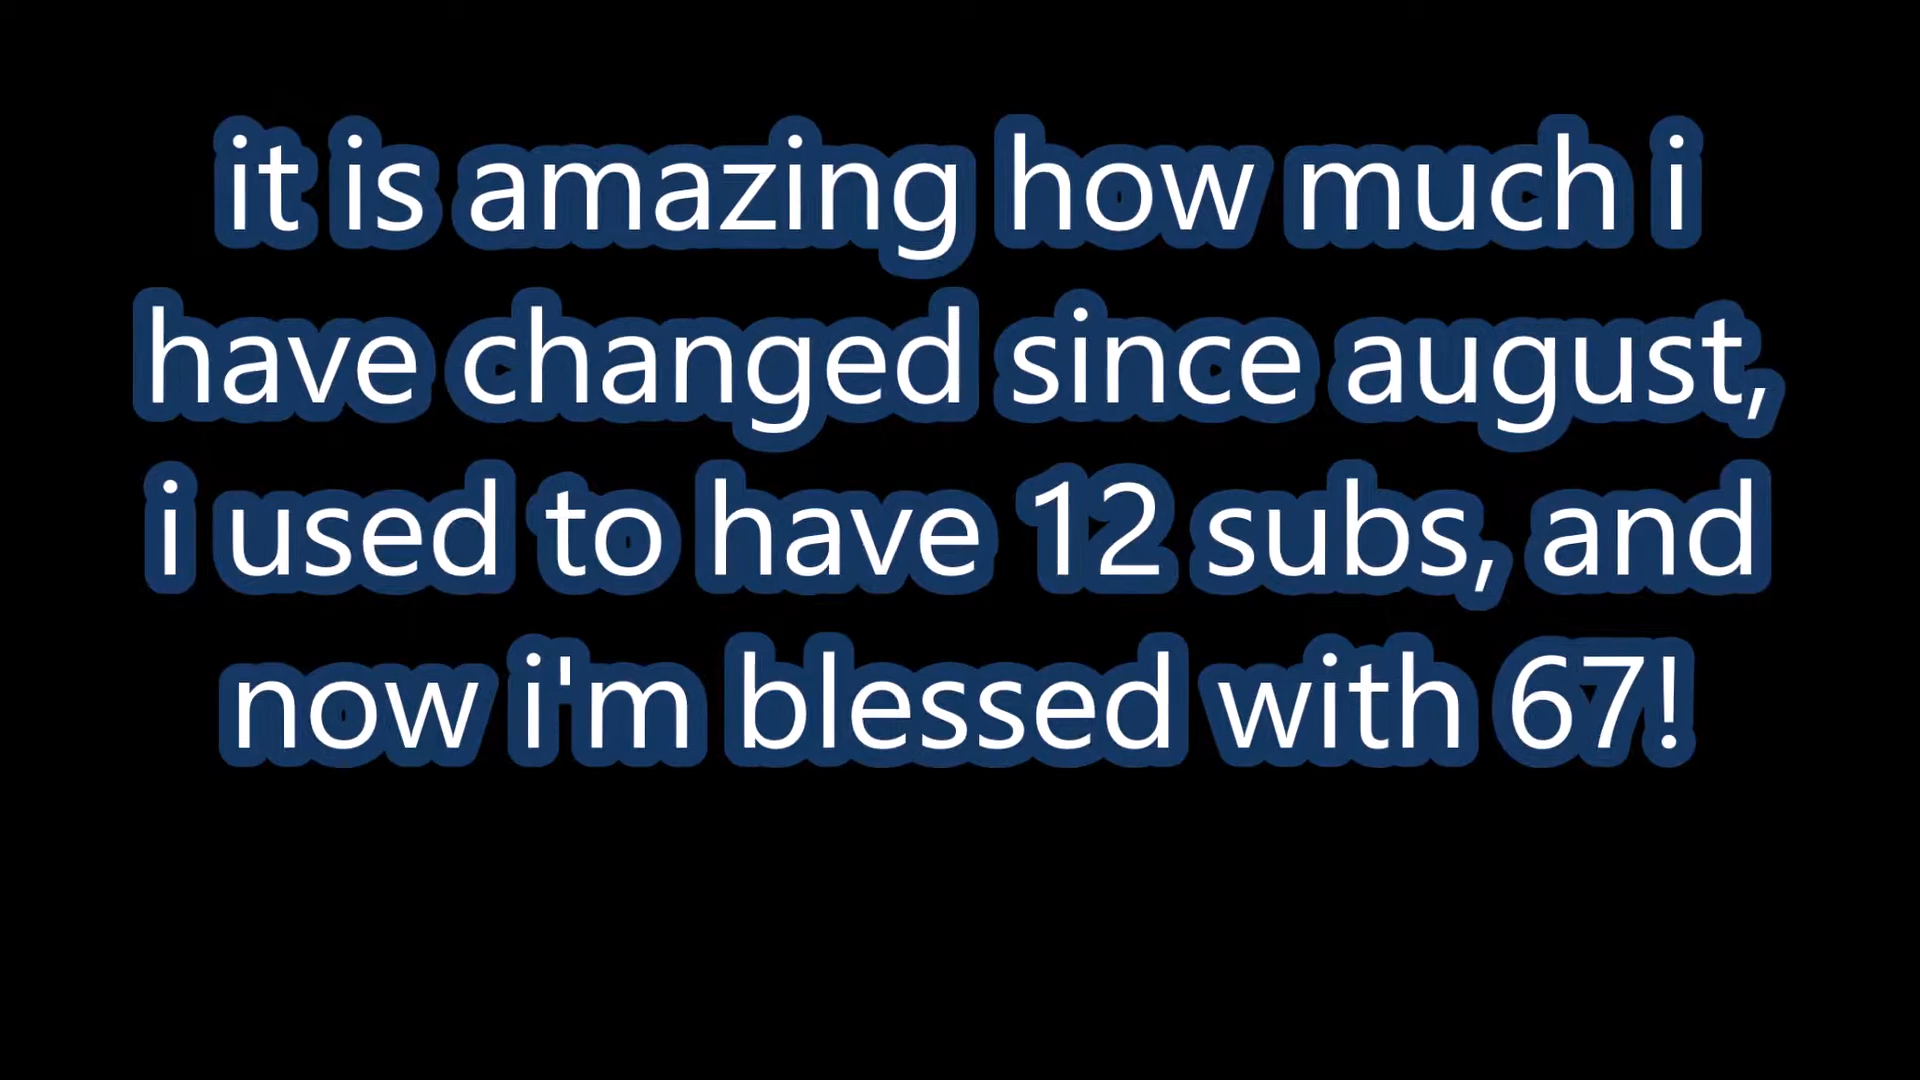 it is amazing how much i
have changed since august,
i used to have 12 subs, and
now i'm blessed with 67!